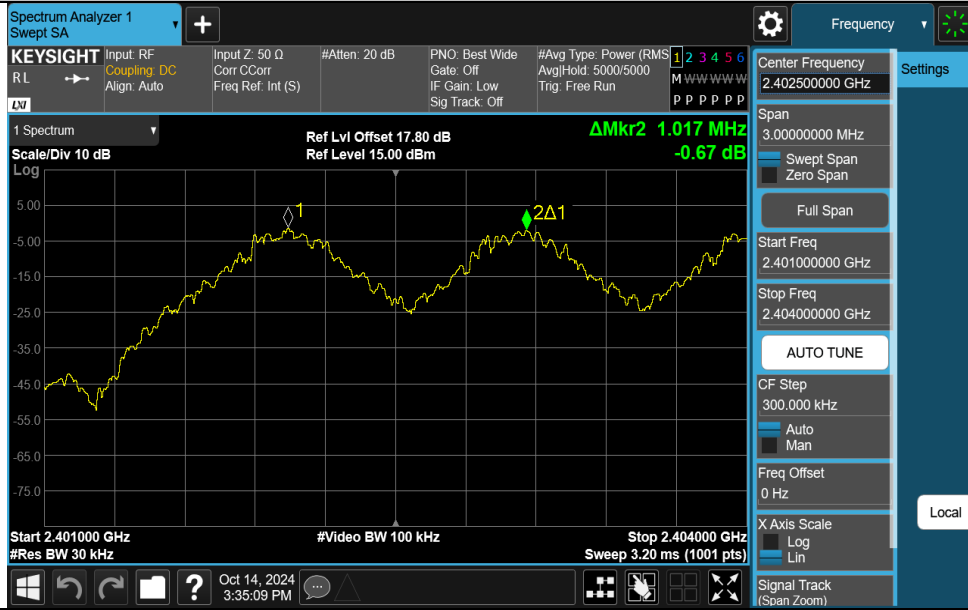 Spectrum Analyzer 1
Swept SA
+
Frequency
KEYSIGHT
RL
LXI
Input: RF
Coupling: DC
Align: Auto
Input Z: 50 Ω
Corr CCorr
Freq Ref: Int (S)
#Atten: 20 dB
PNO: Best Wide
Gate: Off
IF Gain: Low
Sig Track: Off
#Avg Type: Power (RMS
Avg|Hold: 5000/5000
Trig: Free Run
1 2 3 4 5 6
M W W W W W
P P P P P P
1 Spectrum
Scale/Div 10 dB
Log
Ref Lvl Offset 17.80 dB
Ref Level 15.00 dBm
ΔMkr2 1.017 MHz
-0.67 dB
5.00
-5.00
-15.0
-25.0
-35.0
-45.0
-55.0
-65.0
-75.0
1
2Δ1
Start 2.401000 GHz
#Res BW 30 kHz
#Video BW 100 kHz
Stop 2.404000 GHz
Sweep 3.20 ms (1001 pts)
Center Frequency
2.402500000 GHz
Span
3.00000000 MHz
Swept Span
Zero Span
Full Span
Start Freq
2.401000000 GHz
Stop Freq
2.404000000 GHz
AUTO TUNE
CF Step
300.000 kHz
Auto
Man
Freq Offset
0 Hz
X Axis Scale
Log
Lin
Signal Track
(Span Zoom)
Settings
Local
?
Oct 14, 2024
3:35:09 PM